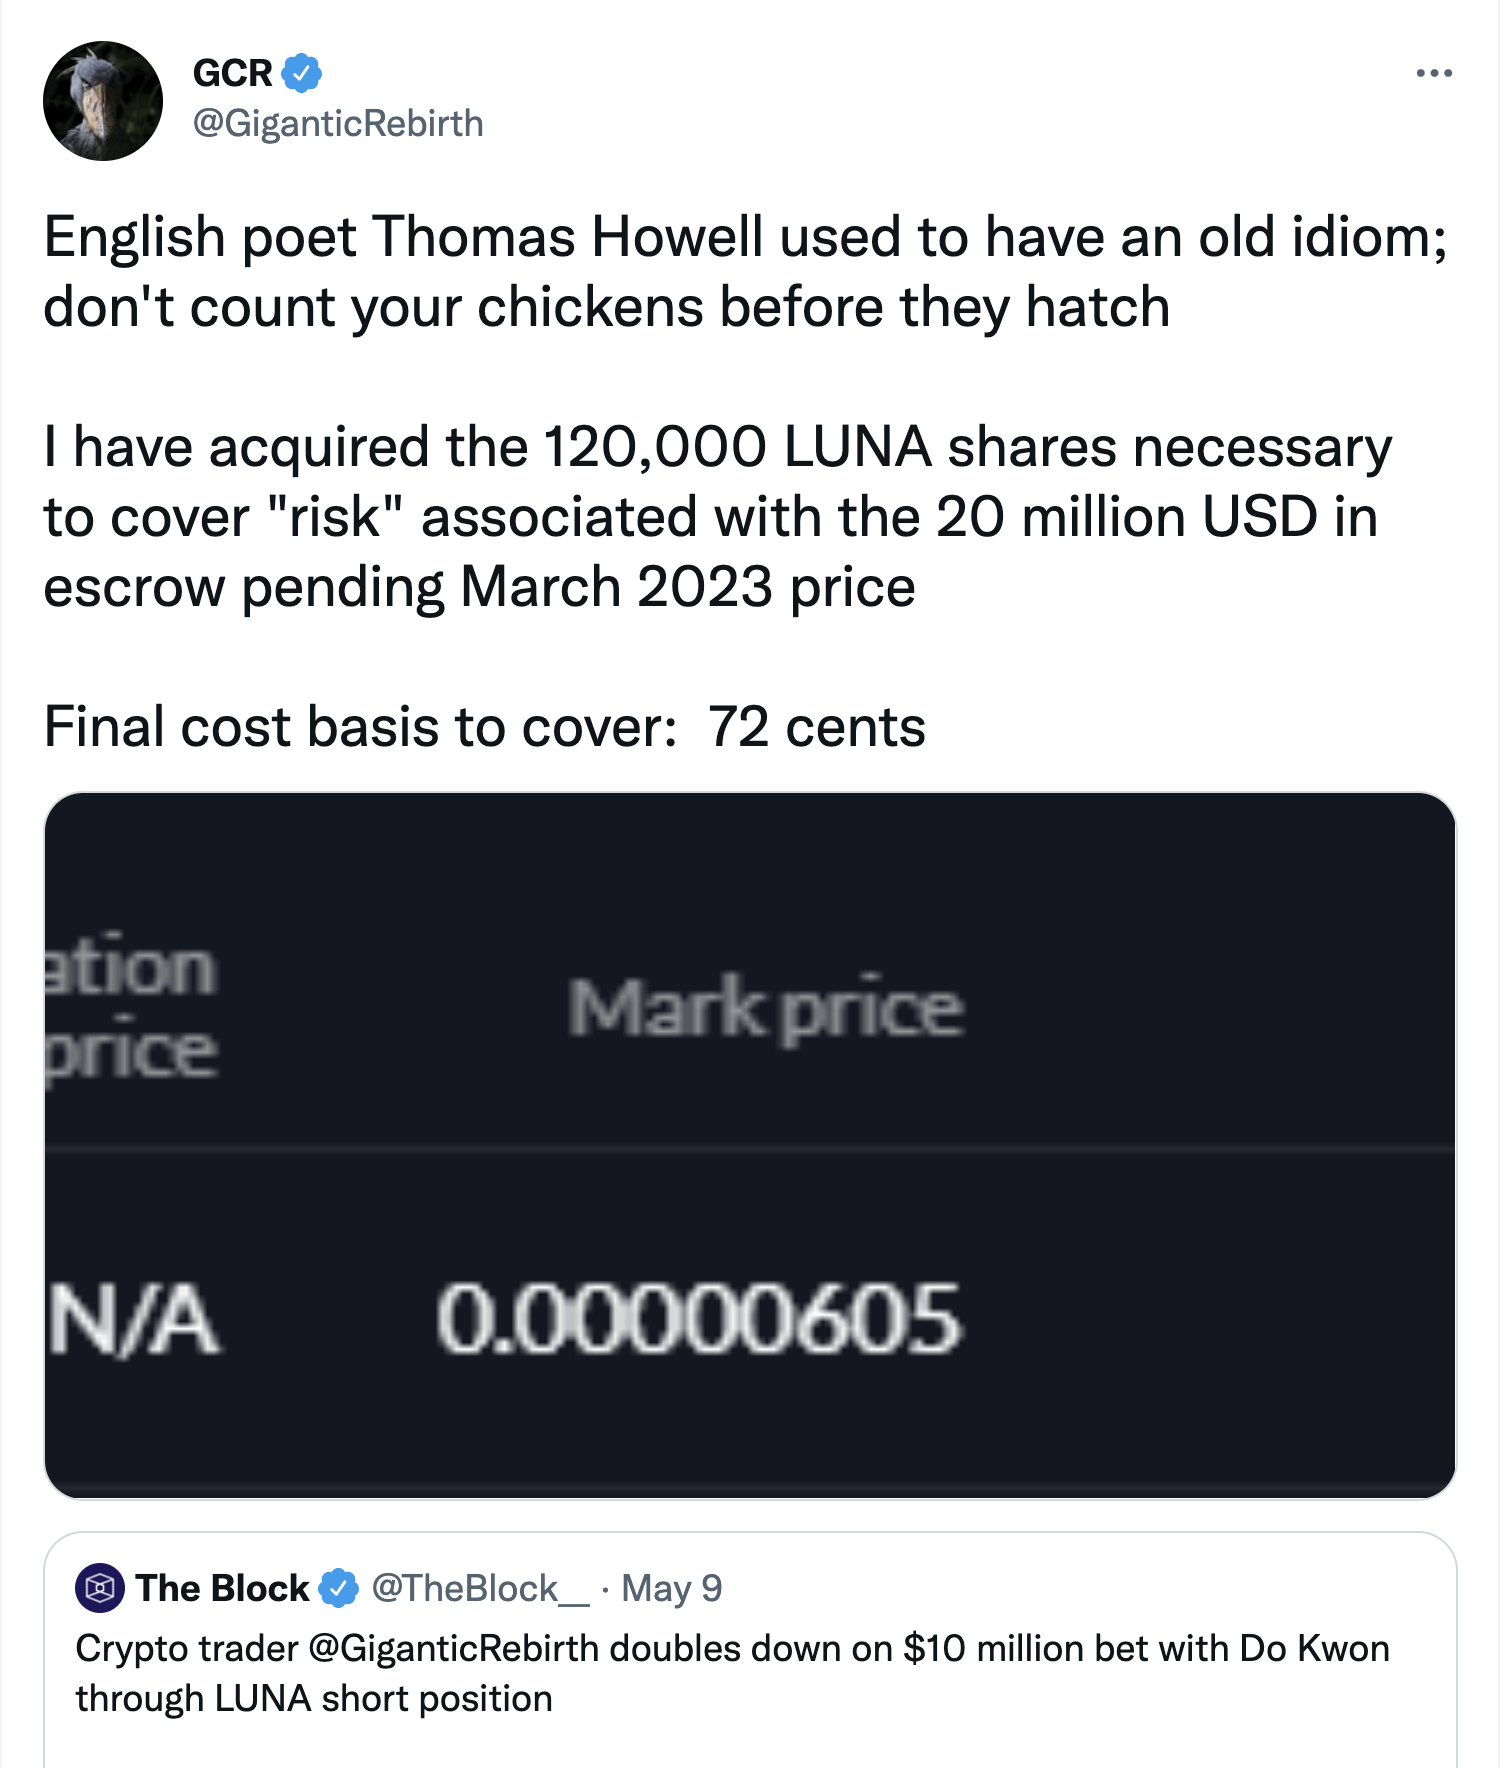 GCR
@GiganticRebirth
English poet Thomas Howell used to have an old idiom;
don't count your chickens before they hatch
I have acquired the 120,000 LUNA shares necessary
to cover "risk" associated with the 20 million USD in
escrow pending March 2023 price
Final cost basis to cover:  72 cents
ation
price
Mark price
N/A
0.00000605
The Block @TheBlock__ · May 9
Crypto trader @GiganticRebirth doubles down on $10 million bet with Do Kwon
through LUNA short position